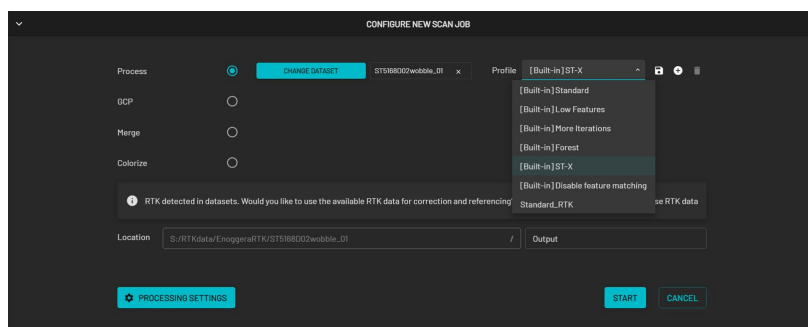 CONFIGURE NEW SCAN JOB
Process
CHANGE DATASET
ST5168D02wobble_01 ×
Profile
[Built-in] ST-X
[Built-in] Standard
[Built-in] Low Features
[Built-in] More Iterations
[Built-in] Forest
[Built-in] ST-X
[Built-in] Disable feature matching
Standard_RTK
GCP
Merge
Colorize
RTK detected in datasets. Would you like to use the available RTK data for correction and referencing
se RTK data
Location
S:/RTKdata/EnoggeraRTK/ST5168D02wobble_01 /
Output
PROCESSING SETTINGS
START
CANCEL